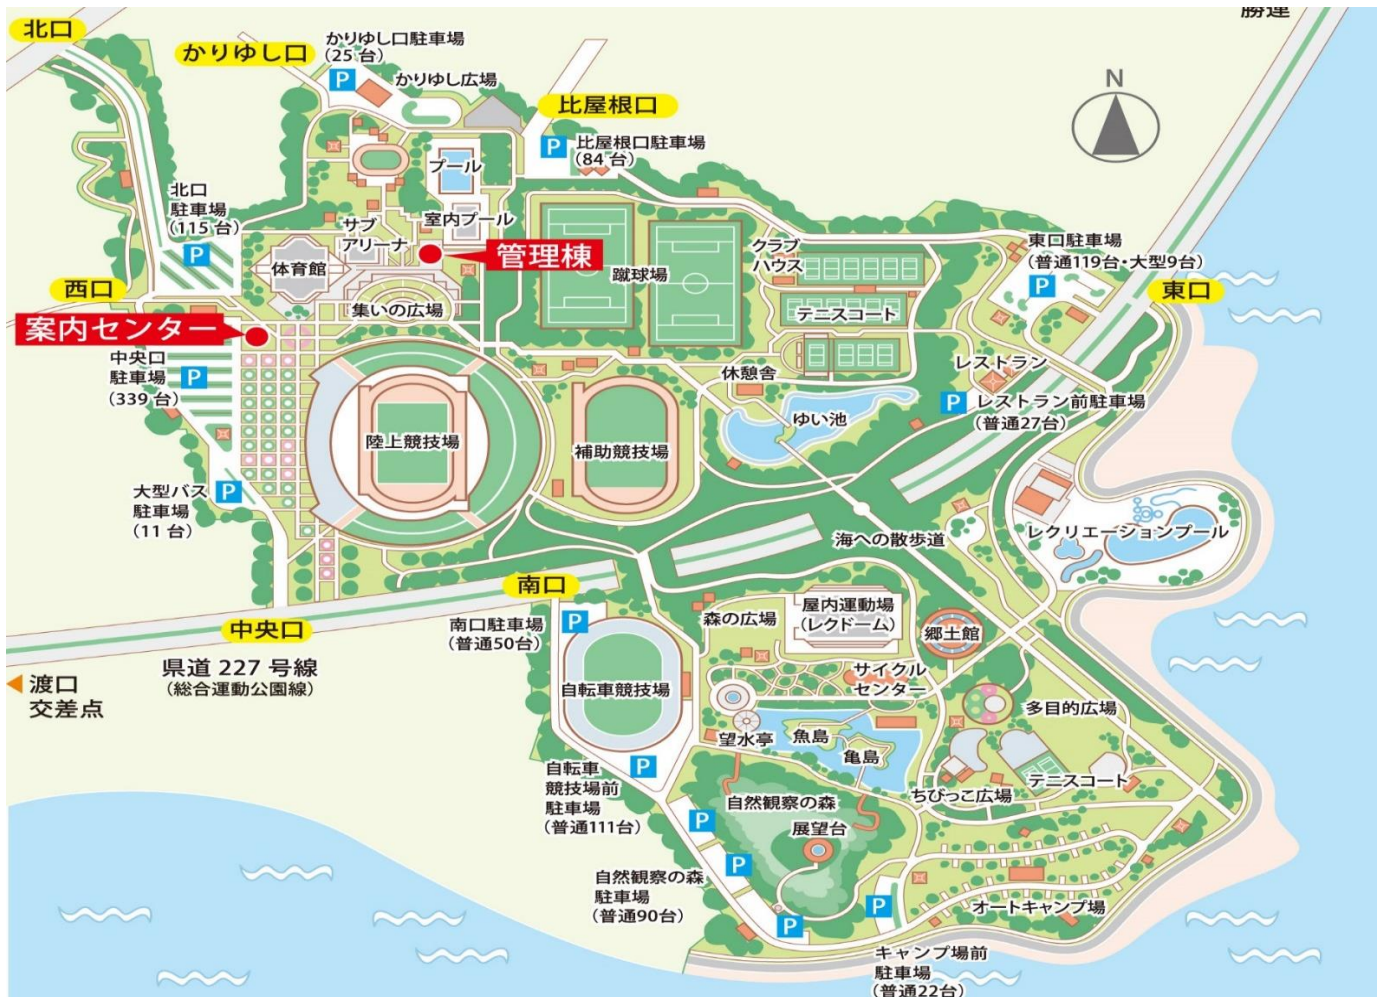 勝連
北口
かりゆし口
かりゆし口駐車場
(25 台)
P
かりゆし広場
N
比屋根口
P
比屋根口駐車場
(84 台)
プール
北口
駐車場
(115 台)
P
サブ
アリーナ
室内プール
管理棟
体育館
蹴球場
クラブ
ハウス
東口駐車場
(普通119台・大型9台)
P
東口
西口
集いの広場
テニスコート
案内センター
中央口
駐車場
(339 台)
P
休憩舎
レストラン
P
レストラン前駐車場
(普通27台)
ゆい池
陸上競技場
補助競技場
大型バス
駐車場
(11 台)
P
海への散歩道
レクリエーションプール
南口
中央口
県道 227 号線
(総合運動公園線)
渡口
交差点
南口駐車場
(普通50台)
P
森の広場
屋内運動場
(レクドーム)
郷土館
自転車競技場
サイクル
センター
多目的広場
望水亭
魚島
亀島
テニスコート
ちびっこ広場
自転車
競技場前
駐車場
(普通111台)
P
自然観察の森
展望台
P
P
自然観察の森
駐車場
(普通90台)
P
P
オートキャンプ場
キャンプ場前
駐車場
(普通22台)